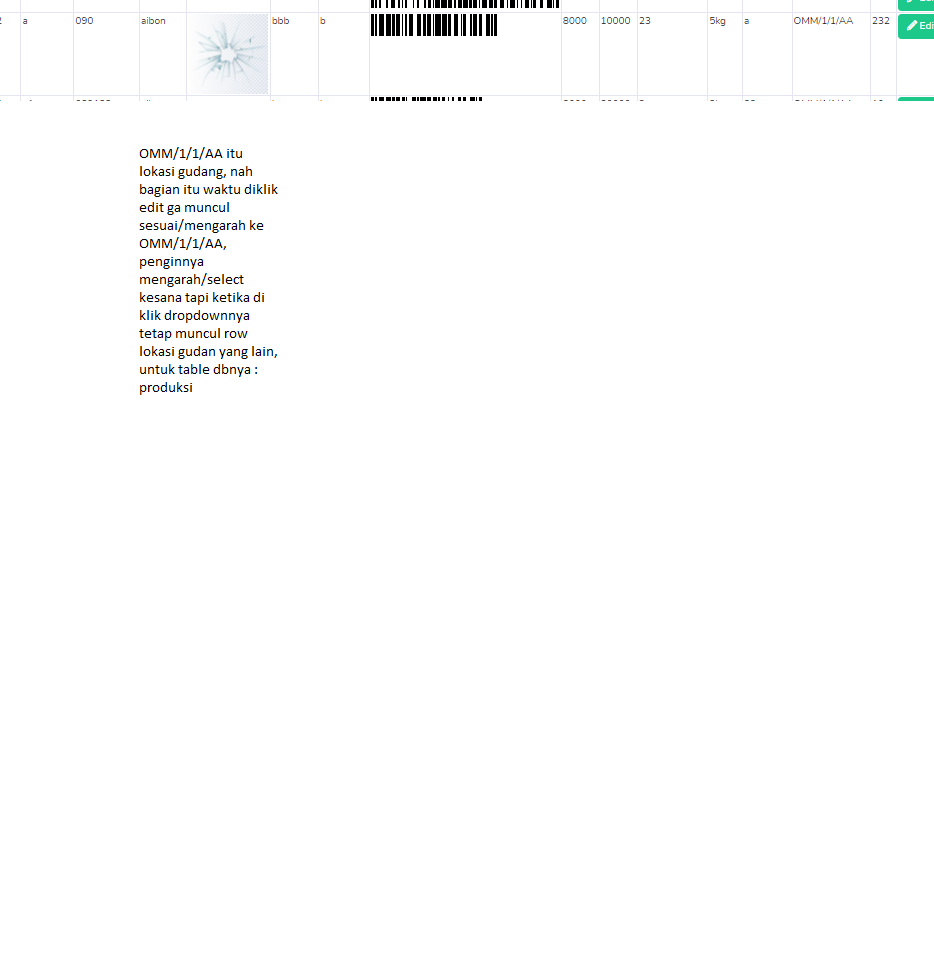 a 090 aibon bbb b 8000 10000 23 5kg a OMM/1/1/AA 232 Edi
OMM/1/1/AA itu
lokasi gudang, nah
bagian itu waktu diklik
edit ga muncul
sesuai/mengarah ke
OMM/1/1/AA,
penginnya
mengarah/select
kesana tapi ketika di
klik dropdownnya
tetap muncul row
lokasi gudan yang lain,
untuk table dbnya :
produksi